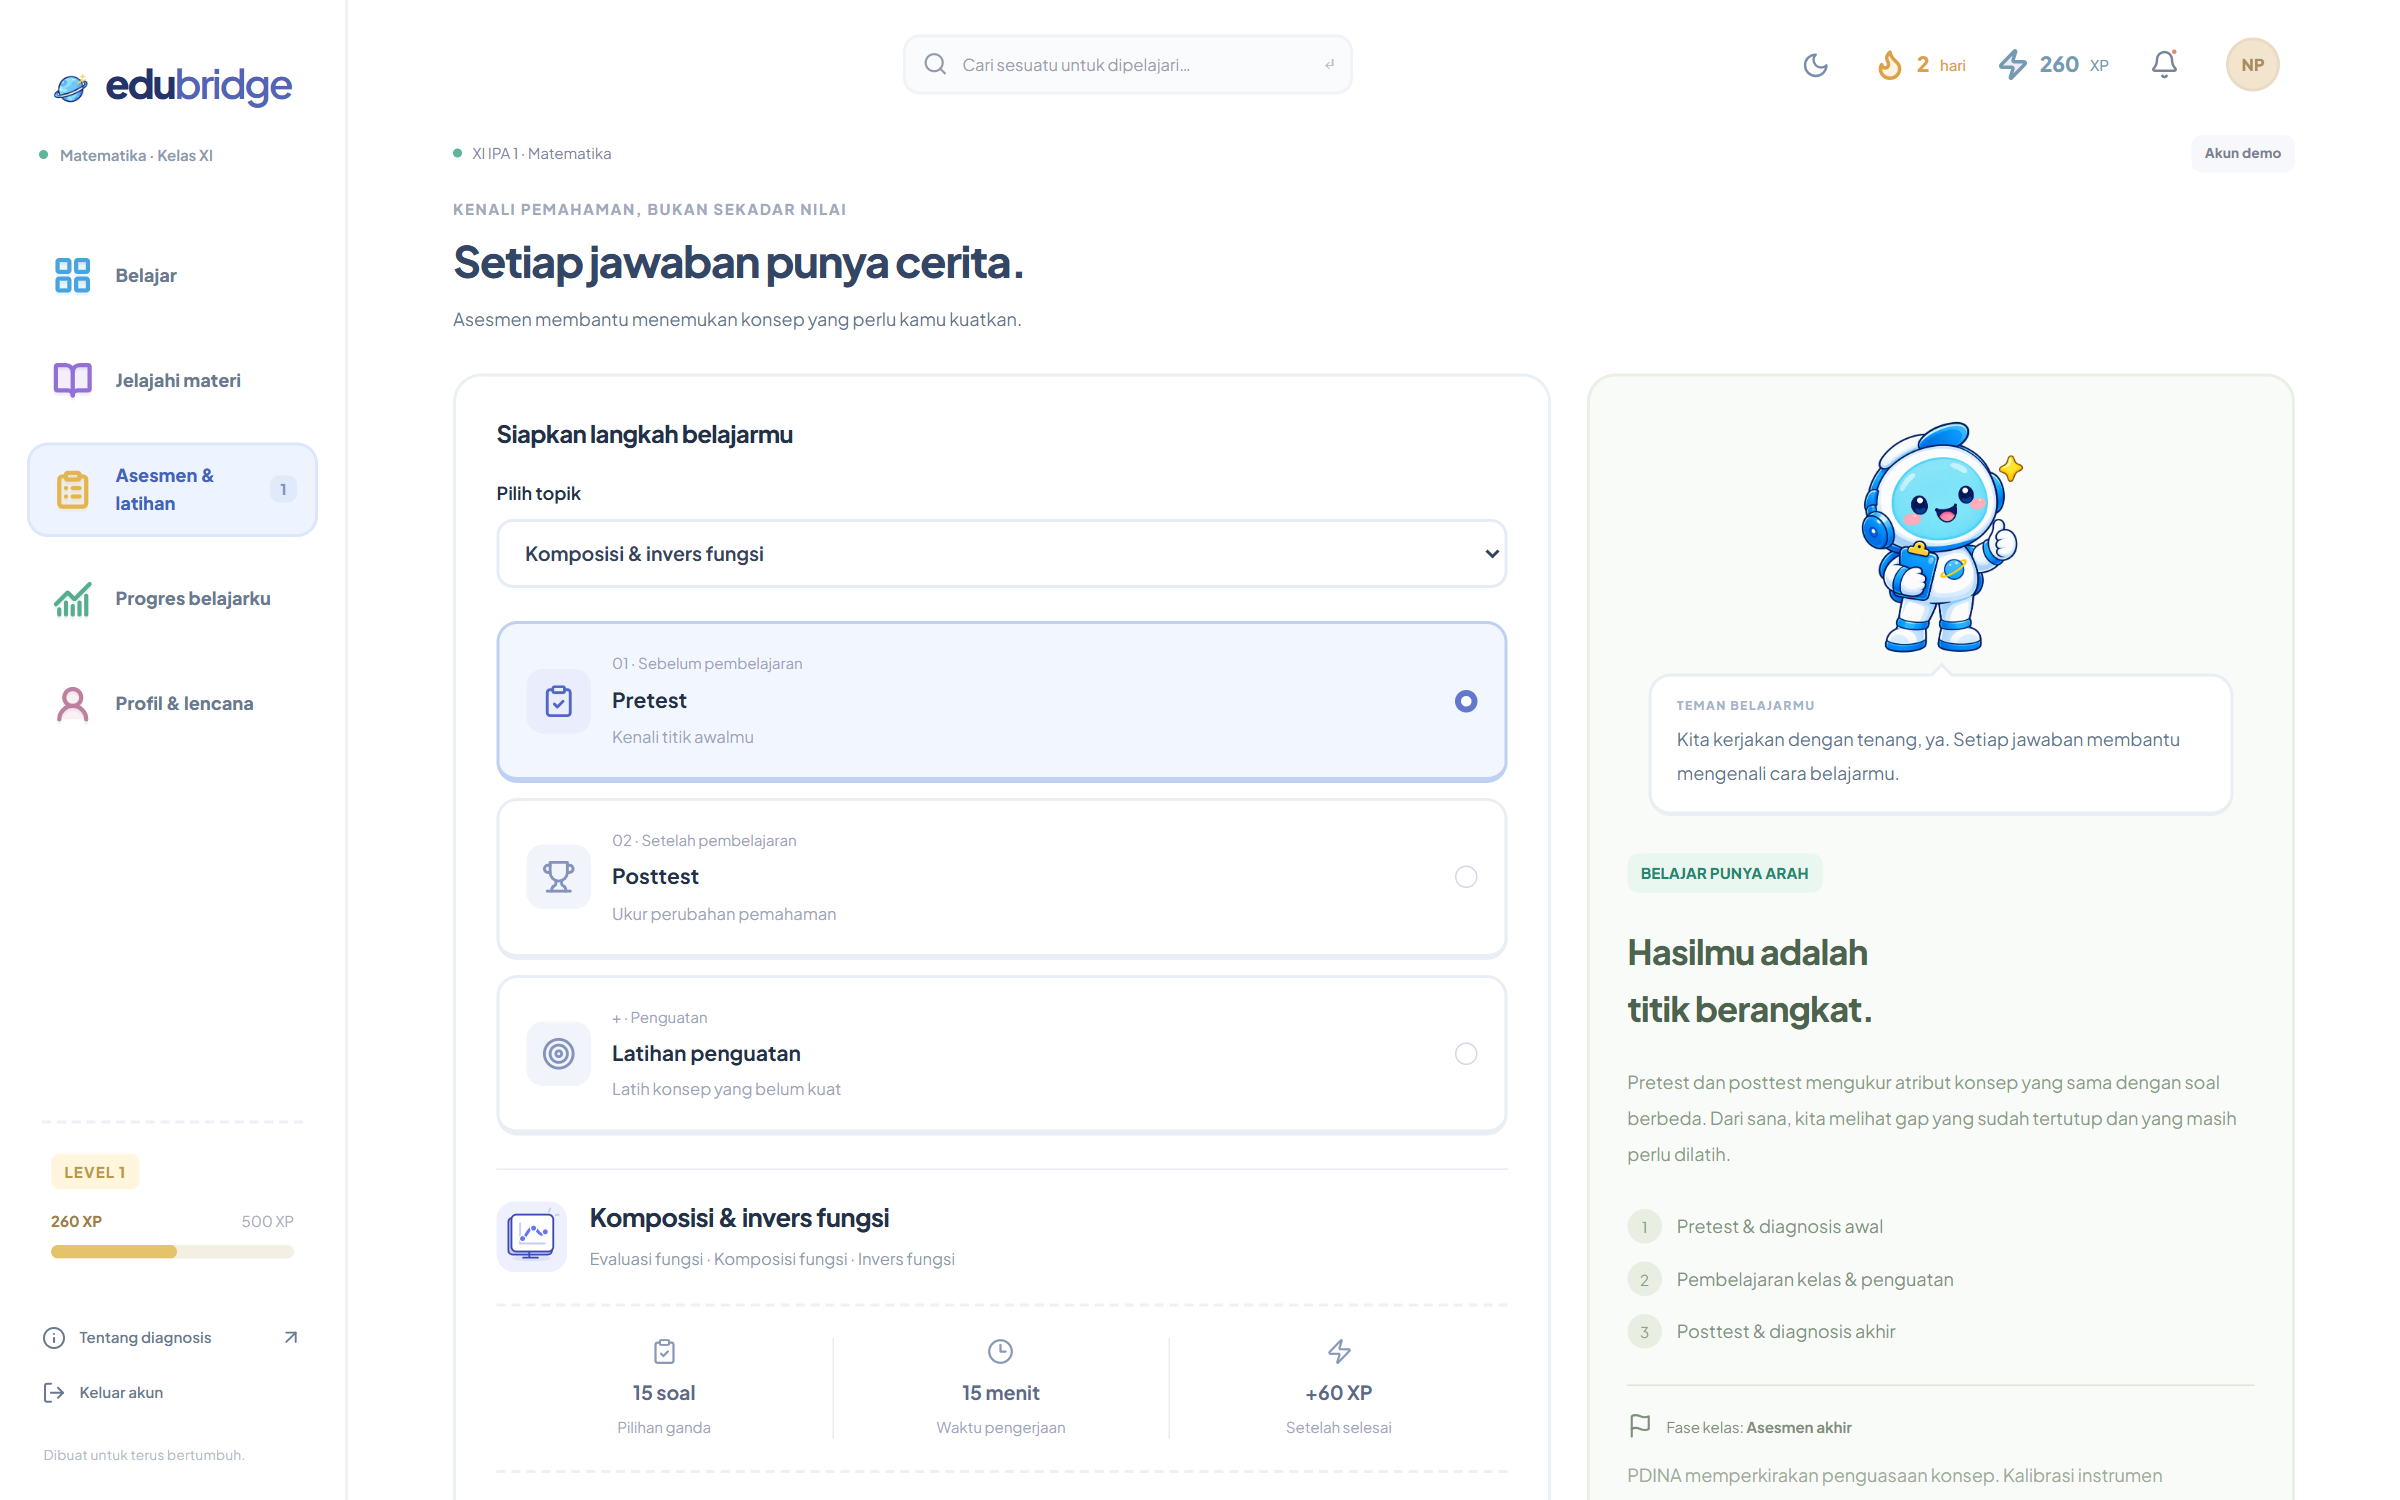 edubridge
Matematika · Kelas XI
Belajar
Jelajahi materi
Asesmen &
latihan
1
Progres belajarku
Profil & lencana
LEVEL 1
260 XP
500 XP
Tentang diagnosis
Keluar akun
Dibuat untuk terus bertumbuh.
Cari sesuatu untuk dipelajari...
2 hari
260 XP
NP
XI IPA 1 · Matematika
Akun demo
KENALI PEMAHAMAN, BUKAN SEKADAR NILAI
Setiap jawaban punya cerita.
Asesmen membantu menemukan konsep yang perlu kamu kuatkan.
Siapkan langkah belajarmu
Pilih topik
Komposisi & invers fungsi
01 · Sebelum pembelajaran
Pretest
Kenali titik awalmu
02 · Setelah pembelajaran
Posttest
Ukur perubahan pemahaman
+ · Penguatan
Latihan penguatan
Latih konsep yang belum kuat
Komposisi & invers fungsi
Evaluasi fungsi · Komposisi fungsi · Invers fungsi
15 soal
Pilihan ganda
15 menit
Waktu pengerjaan
+60 XP
Setelah selesai
TEMAN BELAJARMU
Kita kerjakan dengan tenang, ya. Setiap jawaban membantu
mengenali cara belajarmu.
BELAJAR PUNYA ARAH
Hasilmu adalah
titik berangkat.
Pretest dan posttest mengukur atribut konsep yang sama dengan soal
berbeda. Dari sana, kita melihat gap yang sudah tertutup dan yang masih
perlu dilatih.
1 Pretest & diagnosis awal
2 Pembelajaran kelas & penguatan
3 Posttest & diagnosis akhir
Fase kelas: Asesmen akhir
PDINA memperkirakan penguasaan konsep. Kalibrasi instrumen